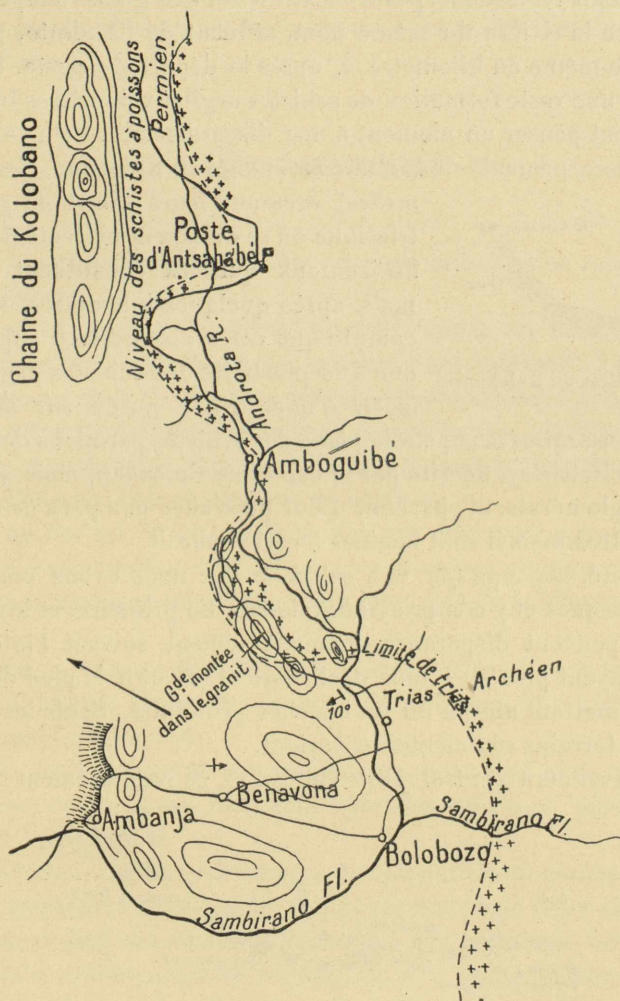 Chaine du Kolobano
Niveau des schistes à poissons
Permien
Poste
d'Antsababé
Androta R.
Amboguibé
Gde montée
dans le granit
Limite de trias
Archéen
10°
Trias
Benavona
Ambanja
Sambirano Fl.
Bolobozo
Sambirano Fl.